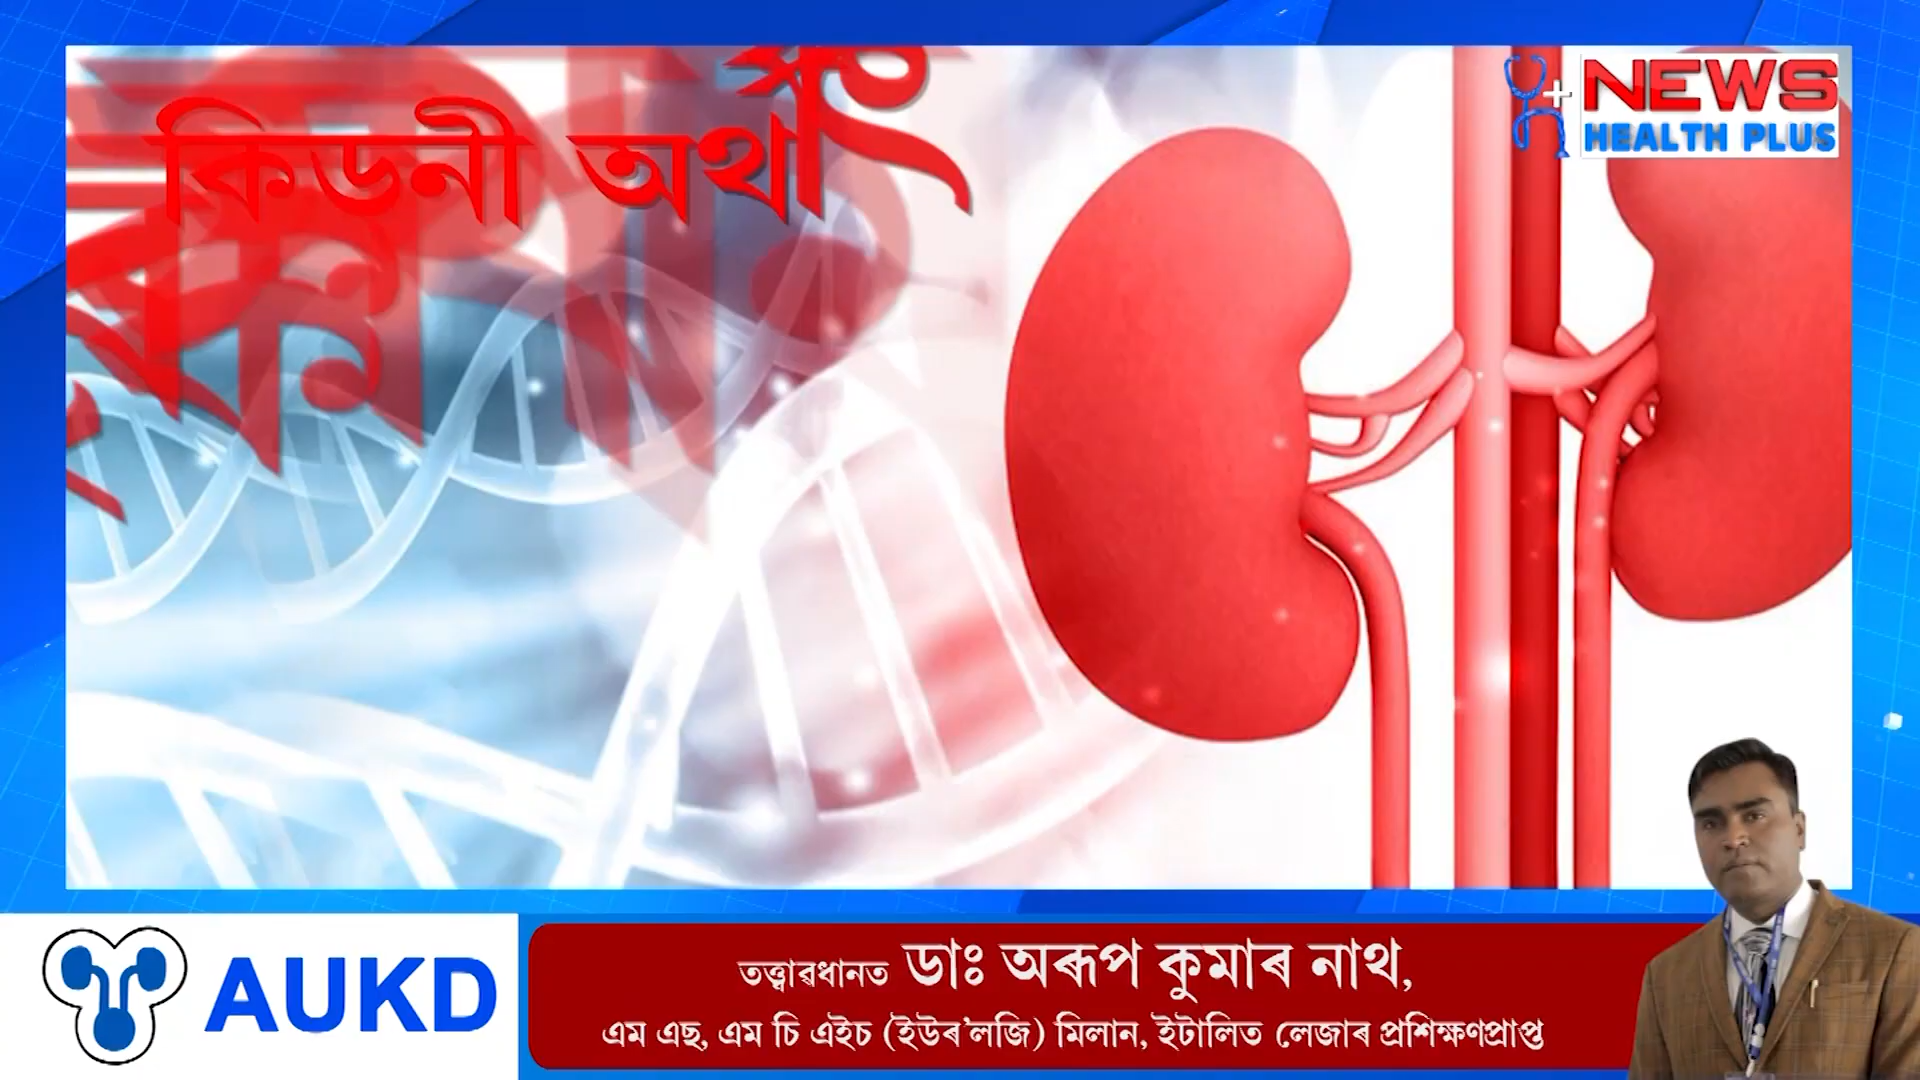 কিডনী অথ
NEWS
HEALTH PLUS
AUKD
তত্ত্বাৱধানত ডাঃ অৰূপ কুমাৰ নাথ,
এম এছ, এম চি এইচ (ইউৰ'লজি) মিলান, ইটালিত লেজাৰ প্ৰশিক্ষণপ্ৰাপ্ত